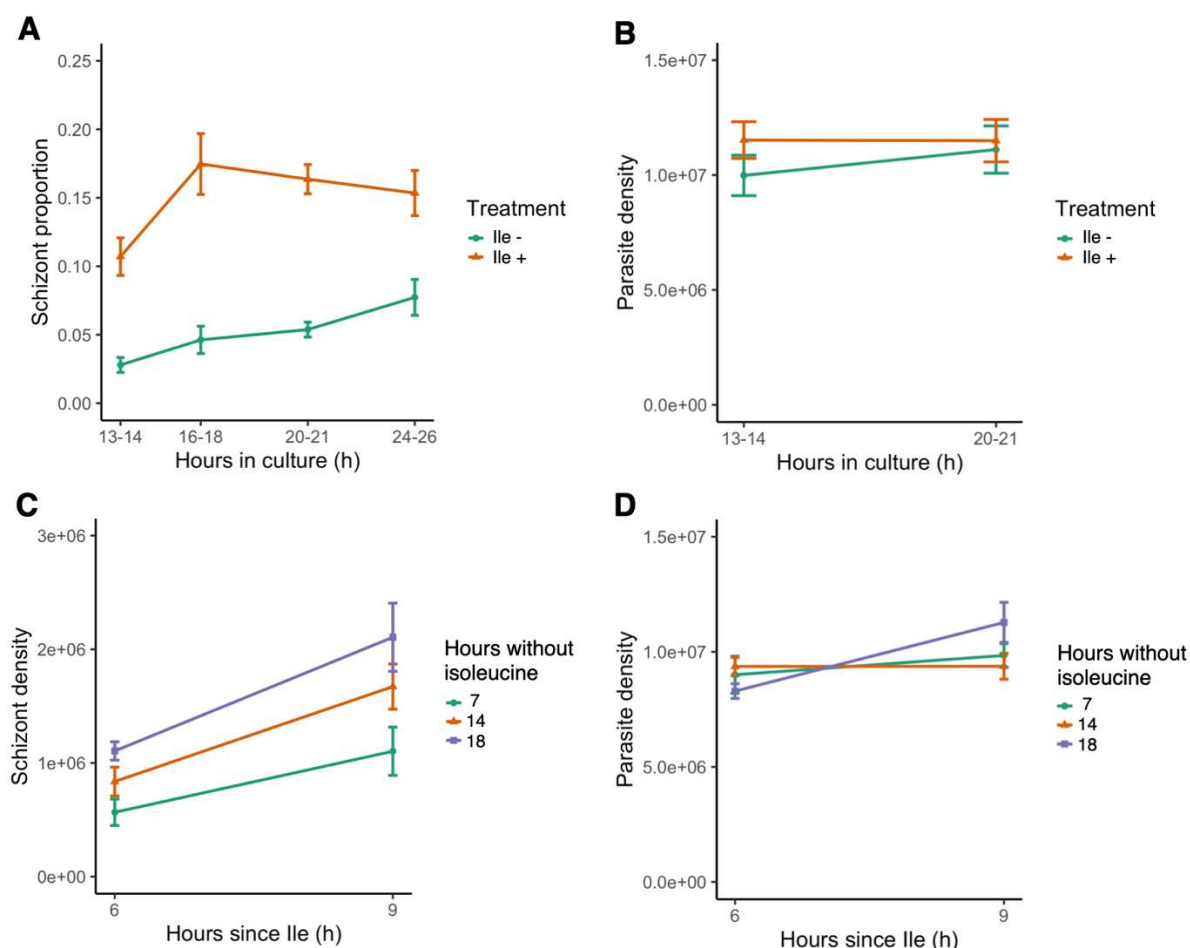 A
0.25
0.20
0.15
0.10
0.05
0.00
Schizont proportion
13-14 16-18 20-21 24-26
Hours in culture (h)
Treatment
Ile -
Ile +
B
1.5e+07
1.0e+07
5.0e+06
0.0e+00
Parasite density
13-14 20-21
Hours in culture (h)
Treatment
Ile -
Ile +
C
3e+06
2e+06
1e+06
0e+00
Schizont density
6 9
Hours since Ile (h)
Hours without
isoleucine
7
14
18
D
1.5e+07
1.0e+07
5.0e+06
0.0e+00
Parasite density
6 9
Hours since Ile (h)
Hours without
isoleucine
7
14
18